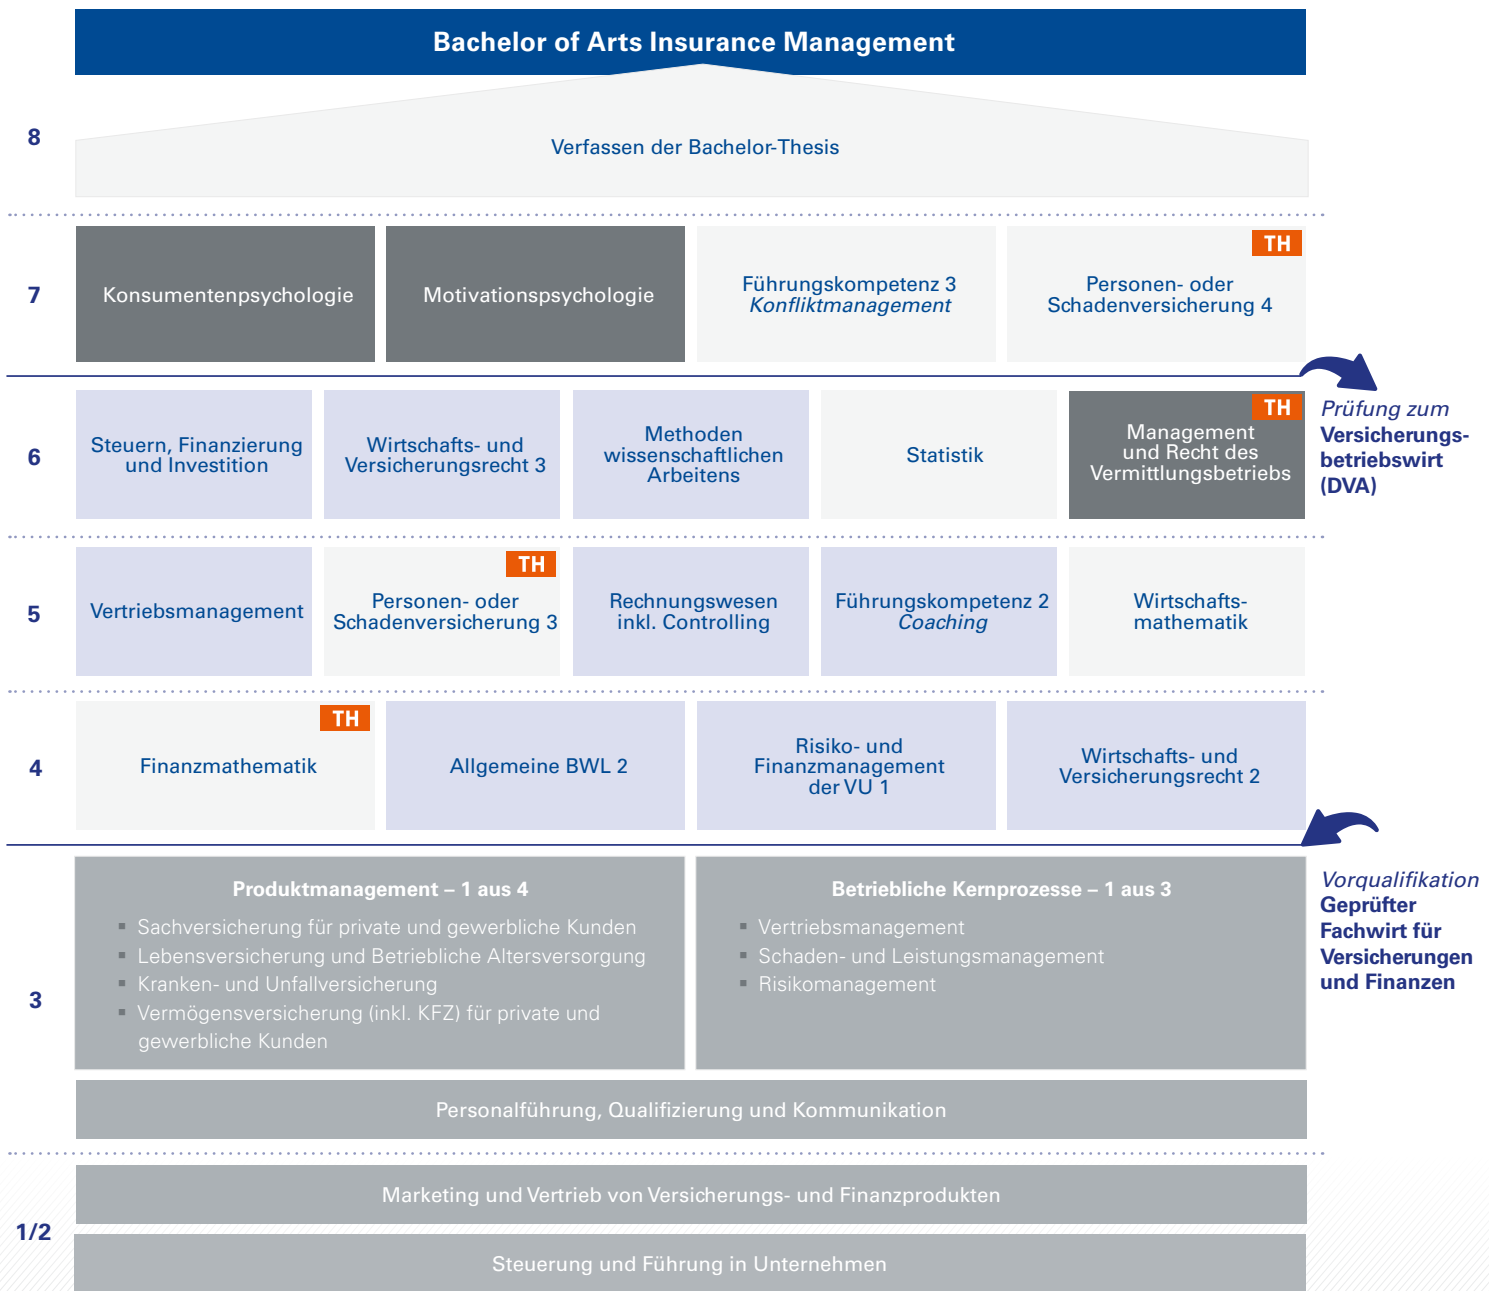 Bachelor of Arts Insurance Management
8
Verfassen der Bachelor-Thesis
7
Konsumentenpsychologie
Motivationspsychologie
Führungskompetenz 3
Konfliktmanagement
TH
Personen- oder
Schadenversicherung 4
6
Steuern, Finanzierung
und Investition
Wirtschafts- und
Versicherungsrecht 3
Methoden
wissenschaftlichen
Arbeitens
Statistik
TH
Management
und Recht des
Vermittlungsbetriebs
Prüfung zum
Versicherungs-
betriebswirt
(DVA)
5
Vertriebsmanagement
TH
Personen- oder
Schadenversicherung 3
Rechnungswesen
inkl. Controlling
Führungskompetenz 2
Coaching
Wirtschafts-
mathematik
4
TH
Finanzmathematik
Allgemeine BWL 2
Risiko- und
Finanzmanagement
der VU 1
Wirtschafts- und
Versicherungsrecht 2
3
Produktmanagement – 1 aus 4
▪ Sachversicherung für private und gewerbliche Kunden
▪ Lebensversicherung und Betriebliche Altersversorgung
▪ Kranken- und Unfallversicherung
▪ Vermögensversicherung (inkl. KFZ) für private und
gewerbliche Kunden
Betriebliche Kernprozesse – 1 aus 3
▪ Vertriebsmanagement
▪ Schaden- und Leistungsmanagement
▪ Risikomanagement
Vorqualifikation
Geprüfter
Fachwirt für
Versicherungen
und Finanzen
Personalführung, Qualifizierung und Kommunikation
1/2
Marketing und Vertrieb von Versicherungs- und Finanzprodukten
Steuerung und Führung in Unternehmen